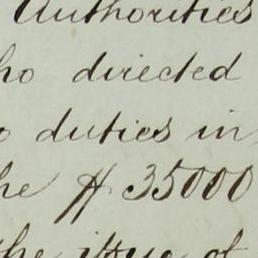 Authorities
ho directed
o duties in
he $ 35000
the issue of